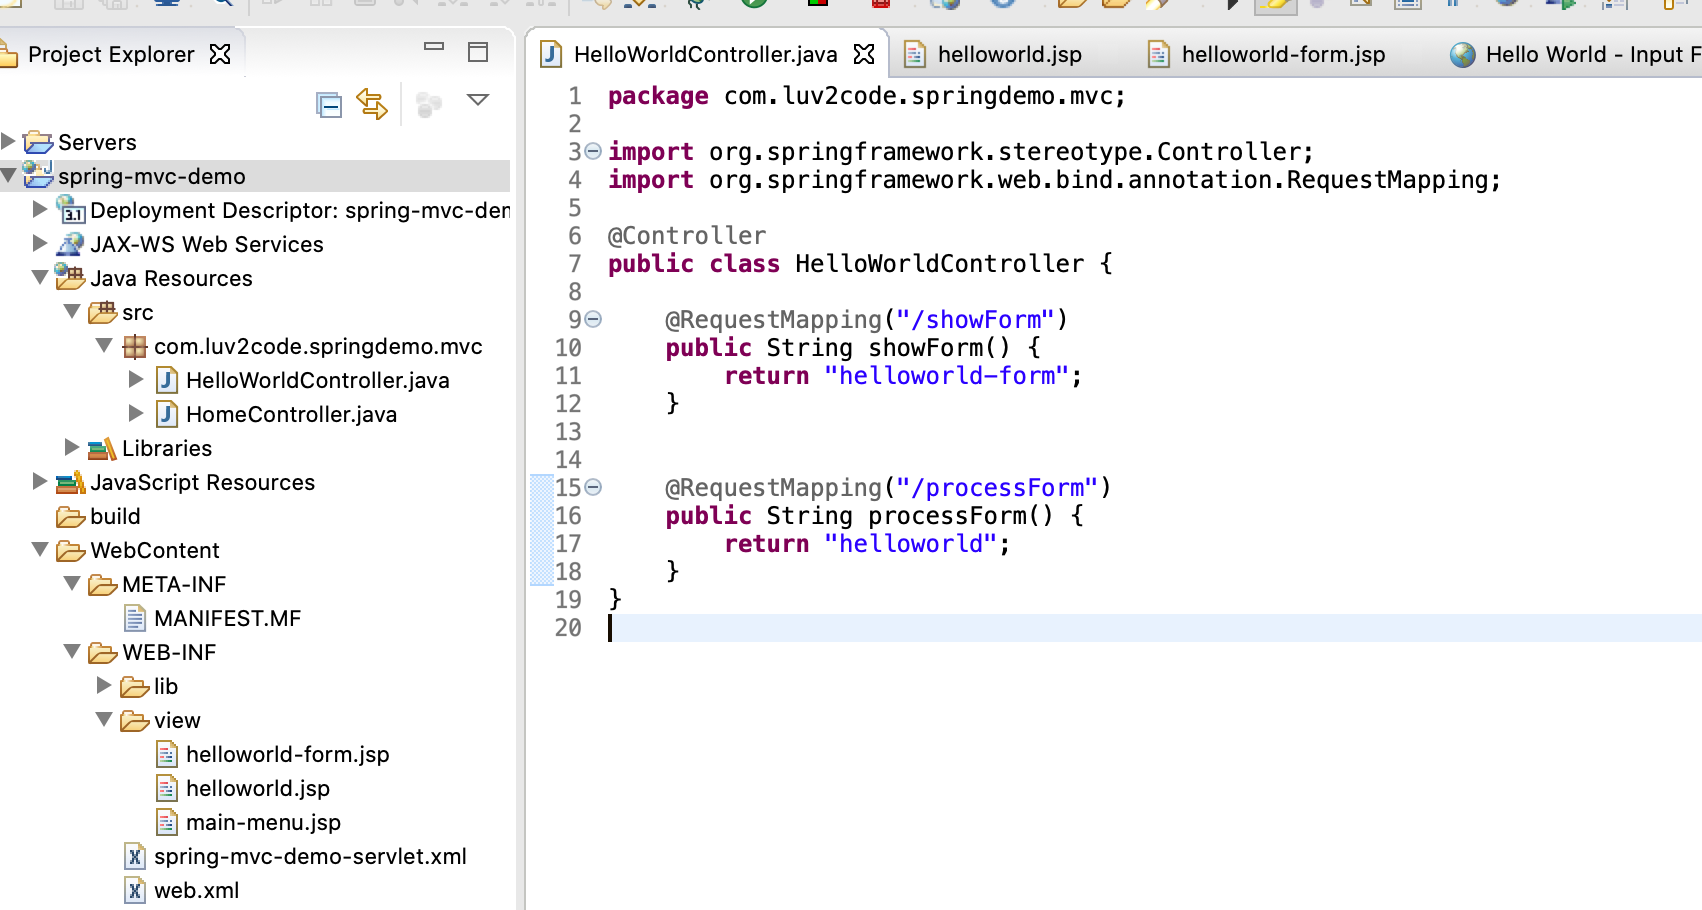 Project Explorer
Servers
spring-mvc-demo
3.1 Deployment Descriptor: spring-mvc-den
JAX-WS Web Services
Java Resources
src
com.luv2code.springdemo.mvc
J HelloWorldController.java
J HomeController.java
Libraries
JavaScript Resources
build
WebContent
META-INF
MANIFEST.MF
WEB-INF
lib
view
helloworld-form.jsp
helloworld.jsp
main-menu.jsp
X spring-mvc-demo-servlet.xml
X web.xml
J HelloWorldController.java
helloworld.jsp
helloworld-form.jsp
Hello World - Input F
1 package com.luv2code.springdemo.mvc;
2
3 import org.springframework.stereotype.Controller;
4 import org.springframework.web.bind.annotation.RequestMapping;
5
6 @Controller
7 public class HelloWorldController {
8
9 @RequestMapping("/showForm")
10 public String showForm() {
11 return "helloworld-form";
12 }
13
14
15 @RequestMapping("/processForm")
16 public String processForm() {
17 return "helloworld";
18 }
19 }
20